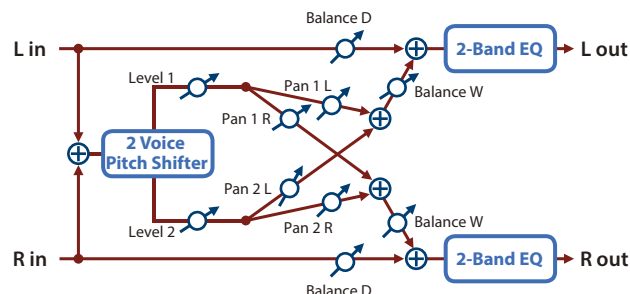 Balance D
L in
2-Band EQ
L out
Level 1
Pan 1 L
Balance W
Pan 1 R
2 Voice
Pitch Shifter
Pan 2 L
Level 2
Pan 2 R
Balance W
R in
2-Band EQ
R out
Balance D